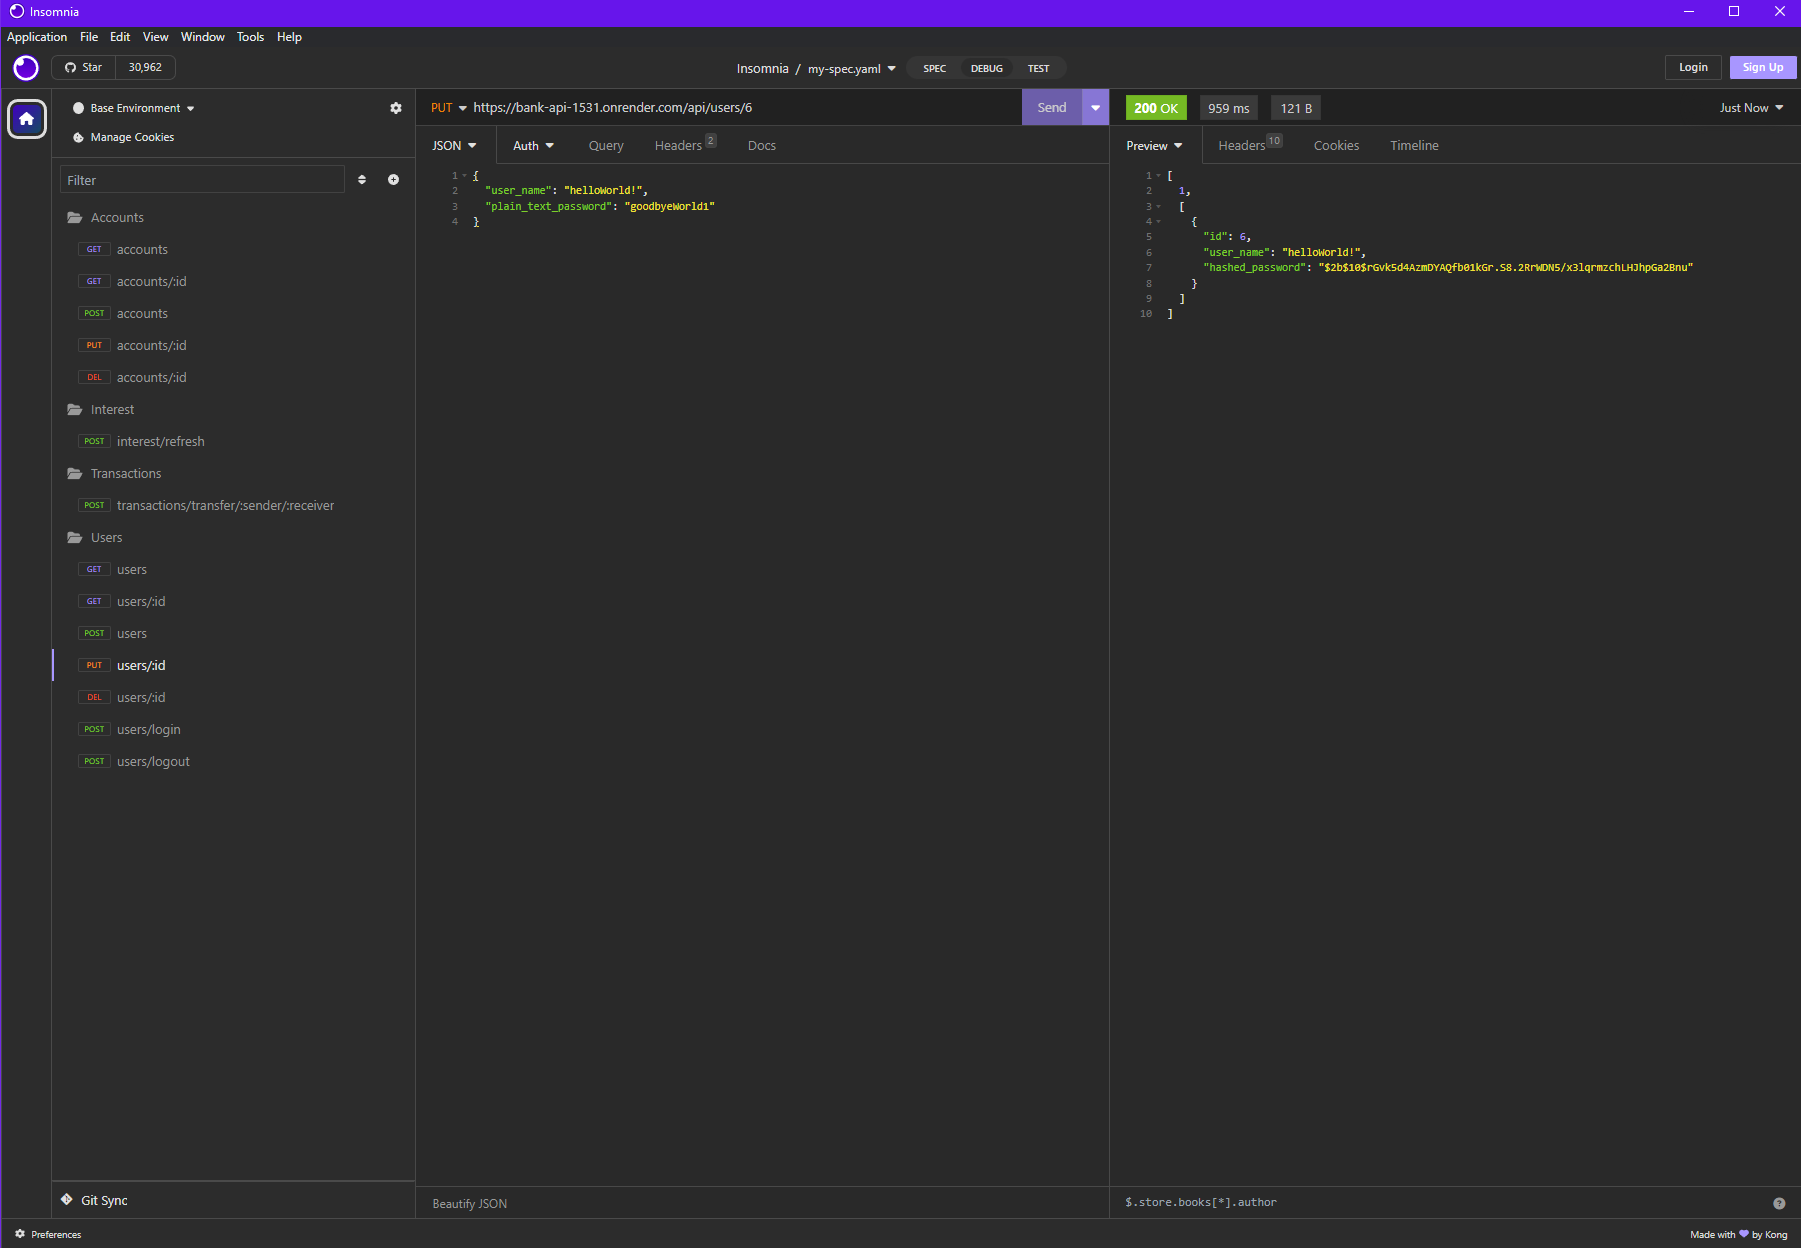 Insomnia
Application File Edit View Window Tools Help
Star 30,962
Insomnia / my-spec.yaml SPEC DEBUG TEST
Login Sign Up
Base Environment
Manage Cookies
Filter
Accounts
GET accounts
GET accounts/:id
POST accounts
PUT accounts/:id
DEL accounts/:id
Interest
POST interest/refresh
Transactions
POST transactions/transfer/:sender/:receiver
Users
GET users
GET users/:id
POST users
PUT users/:id
DEL users/:id
POST users/login
POST users/logout
Git Sync
Preferences
PUT https://bank-api-1531.onrender.com/api/users/6 Send
JSON Auth Query Headers 2 Docs
1 {
2 "user_name": "helloWorld!",
3 "plain_text_password": "goodbyeWorld1"
4 }
Beautify JSON
200 OK 959 ms 121 B Just Now
Preview Headers 10 Cookies Timeline
1 [
2 1,
3 [
4 {
5 "id": 6,
6 "user_name": "helloWorld!",
7 "hashed_password": "$2b$10$rGvk5d4AzmDYAQfb01kGr.S8.2RrWDN5/x3lqrmzchLHJhpGa2Bnu"
8 }
9 ]
10 ]
$.store.books[*].author
Made with by Kong